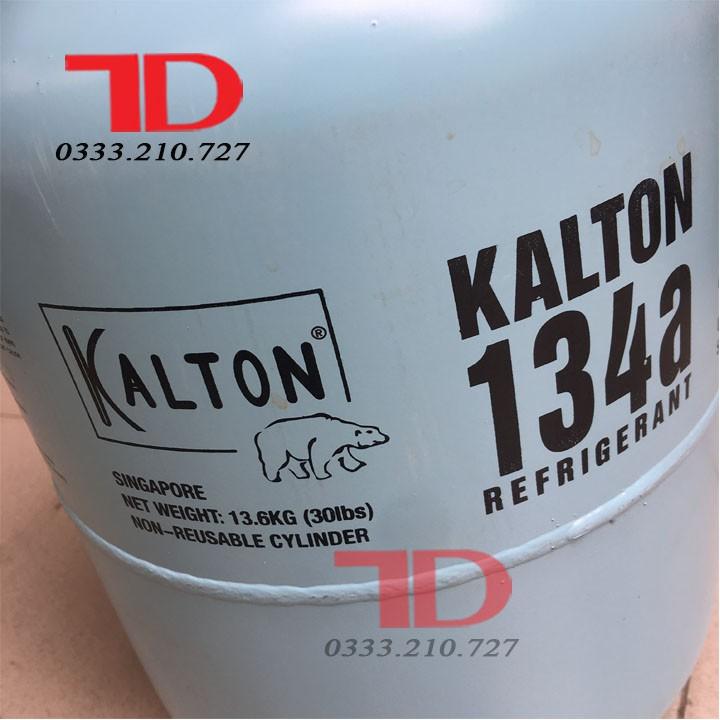 TD
0333.210.727
KALTON
134a
REFRIGERANT
KALTON®
SINGAPORE
NET WEIGHT: 13.6KG (30lbs)
NON-REUSABLE CYLINDER
TD
0333.210.727